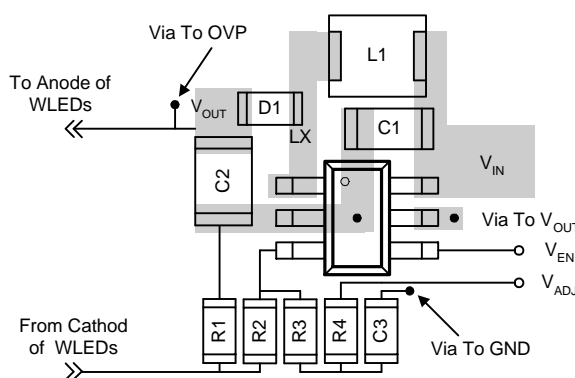 Via To OVP
L1
To Anode of
WLEDs
VOUT
D1
LX
C1
C2
VIN
Via To VOUT
VEN
VADJ
R1
R2
R3
R4
C3
From Cathod
of WLEDs
Via To GND